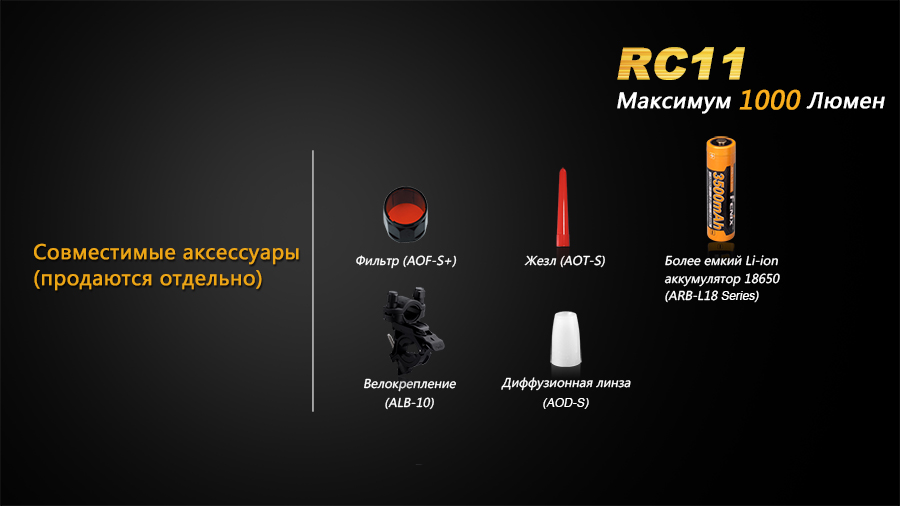 RC11
Максимум 1000 Люмен
Совместимые аксессуары
(продаются отдельно)
Фильтр (AOF-S+)
Жезл (AOT-S)
Fenix
3500mAh
Более емкий Li-ion
аккумулятор 18650
(ARB-L18 Series)
Велокрепление
(ALB-10)
Диффузионная линза
(AOD-S)